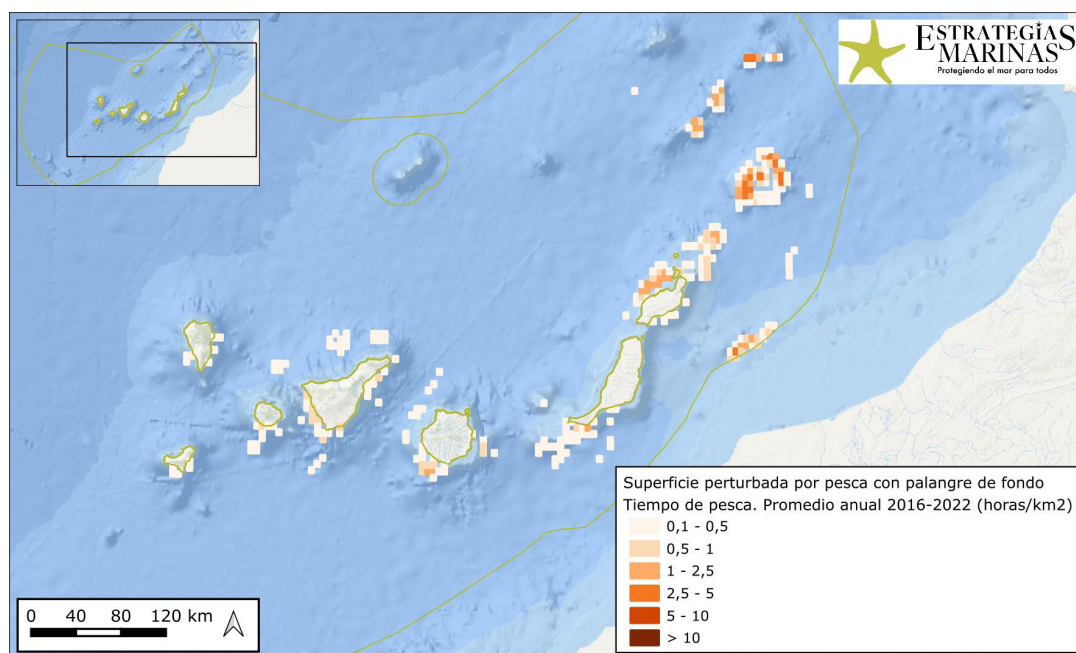 ESTRATEGIAS
MARINAS
Protegiendo el mar para todos
Superficie perturbada por pesca con palangre de fondo
Tiempo de pesca. Promedio anual 2016-2022 (horas/km2)
0,1 - 0,5
0,5 - 1
1 - 2,5
2,5 - 5
5 - 10
> 10
0 40 80 120 km